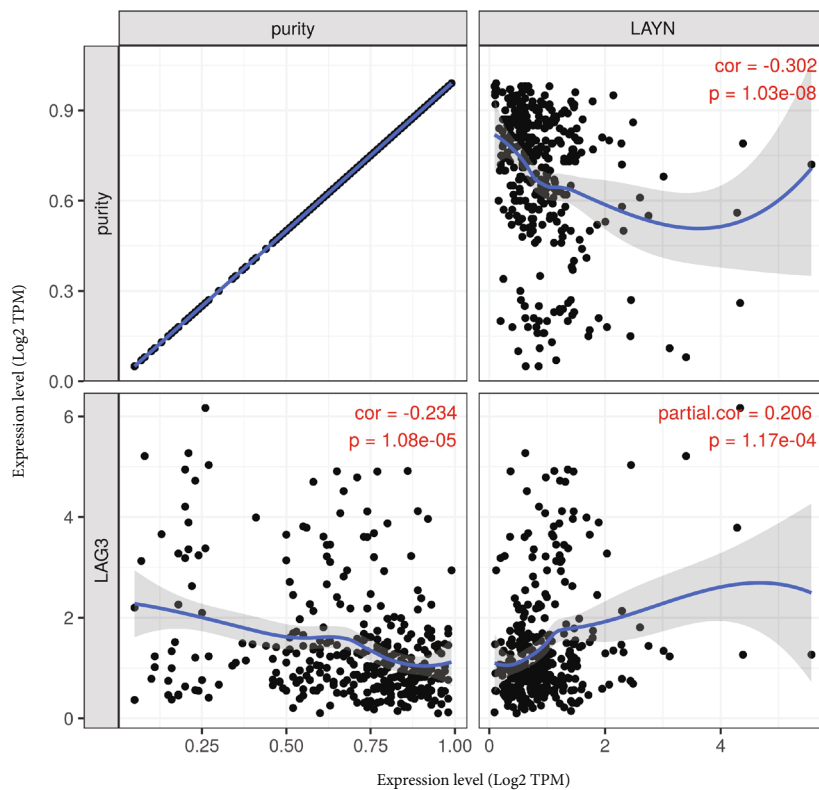 purity
LAYN
cor = -0.302
p = 1.03e-08
0.9
0.6
0.3
0.0
purity
Expression level (Log2 TPM)
cor = -0.234
p = 1.08e-05
partial.cor = 0.206
p = 1.17e-04
6
4
2
0
LAG3
0.25
0.50
0.75
1.00
0
2
4
Expression level (Log2 TPM)